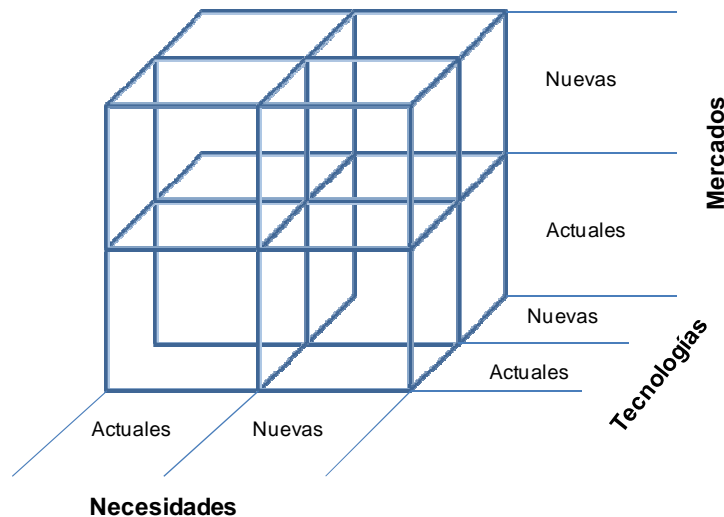 Nuevas
Mercados
Actuales
Nuevas
Actuales
Tecnologías
Actuales
Nuevas
Necesidades